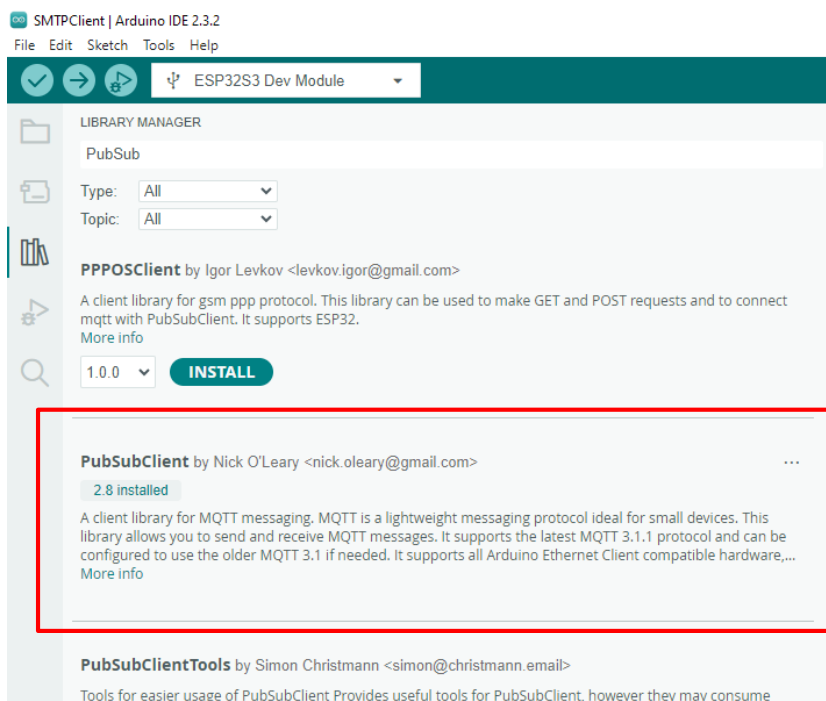 SMTPClient | Arduino IDE 2.3.2
File Edit Sketch Tools Help
ESP32S3 Dev Module
LIBRARY MANAGER
PubSub
Type: All
Topic: All
PPPOSClient by Igor Levkov <levkov.igor@gmail.com>
A client library for gsm ppp protocol. This library can be used to make GET and POST requests and to connect
mqtt with PubSubClient. It supports ESP32.
More info
1.0.0 INSTALL
PubSubClient by Nick O'Leary <nick.oleary@gmail.com> ...
2.8 installed
A client library for MQTT messaging. MQTT is a lightweight messaging protocol ideal for small devices. This
library allows you to send and receive MQTT messages. It supports the latest MQTT 3.1.1 protocol and can be
configured to use the older MQTT 3.1 if needed. It supports all Arduino Ethernet Client compatible hardware,...
More info
PubSubClientTools by Simon Christmann <simon@christmann.email>
Tools for easier usage of PubSubClient Provides useful tools for PubSubClient, however they may consume